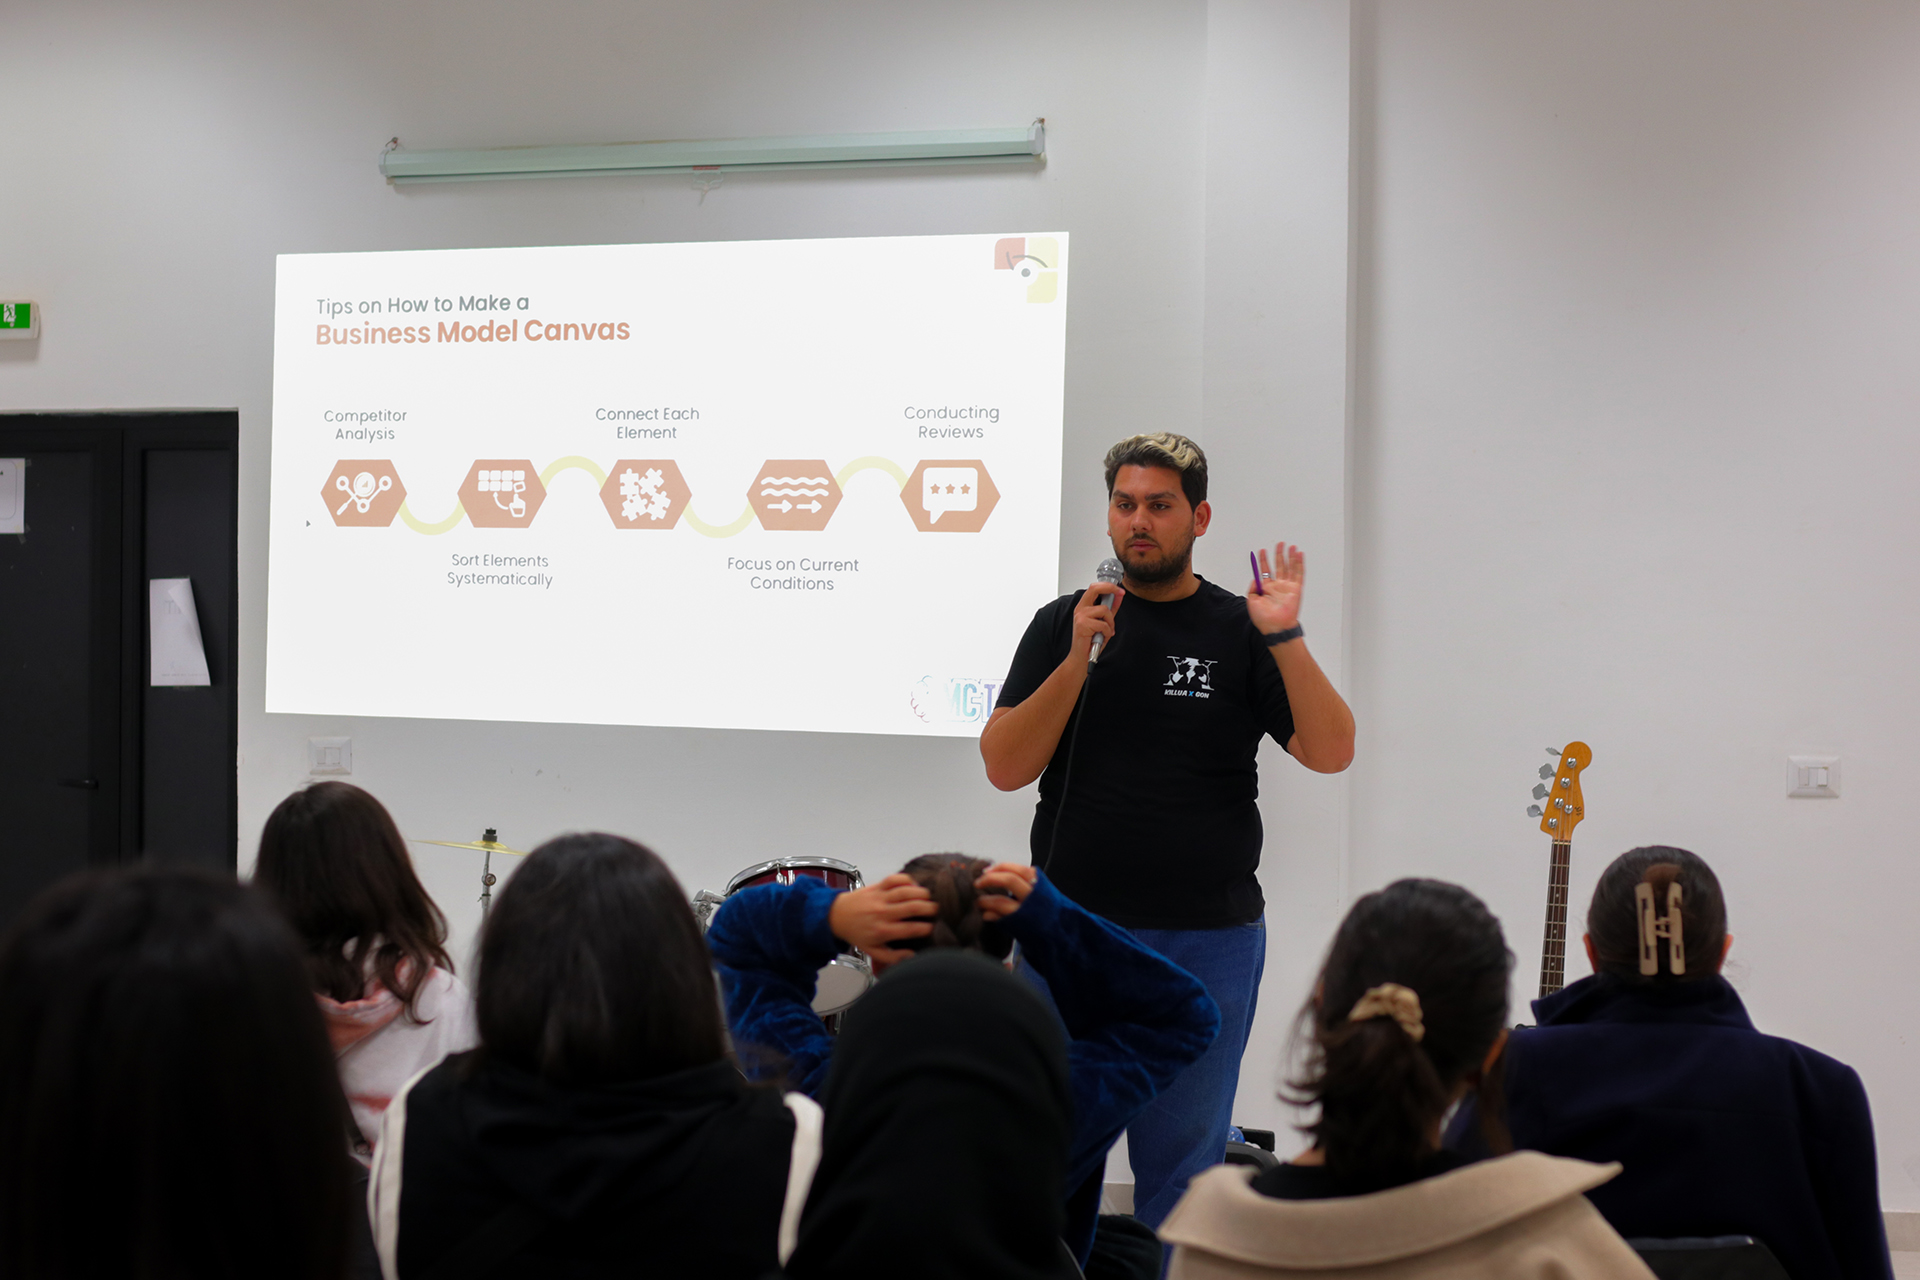 Tips on How to Make a
Business Model Canvas
Competitor
Analysis
Connect Each
Element
Conducting
Reviews
Sort Elements
Systematically
Focus on Current
Conditions
KILLUA X GON